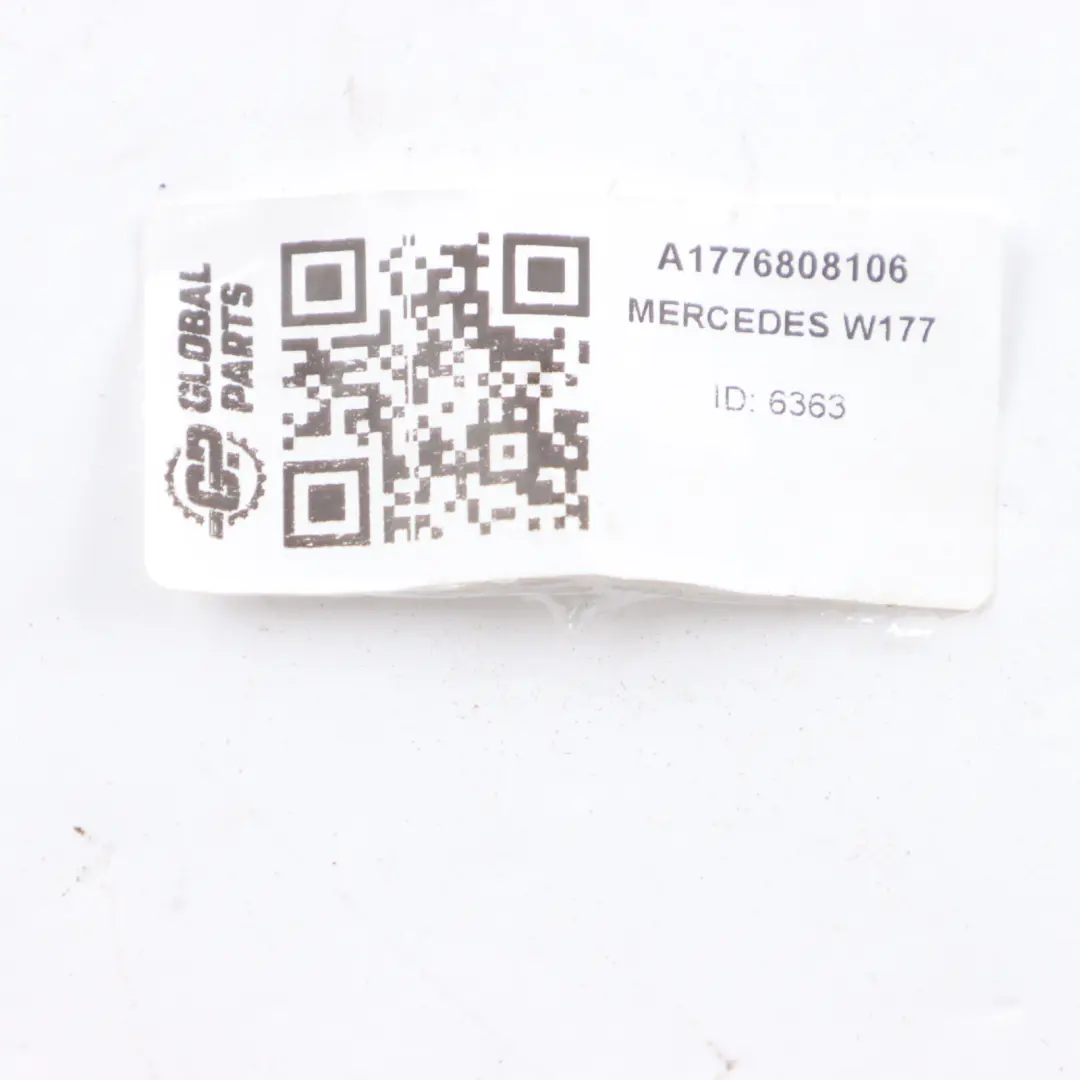 GLOBAL
PARTS
A1776808106
MERCEDES W177
ID: 6363